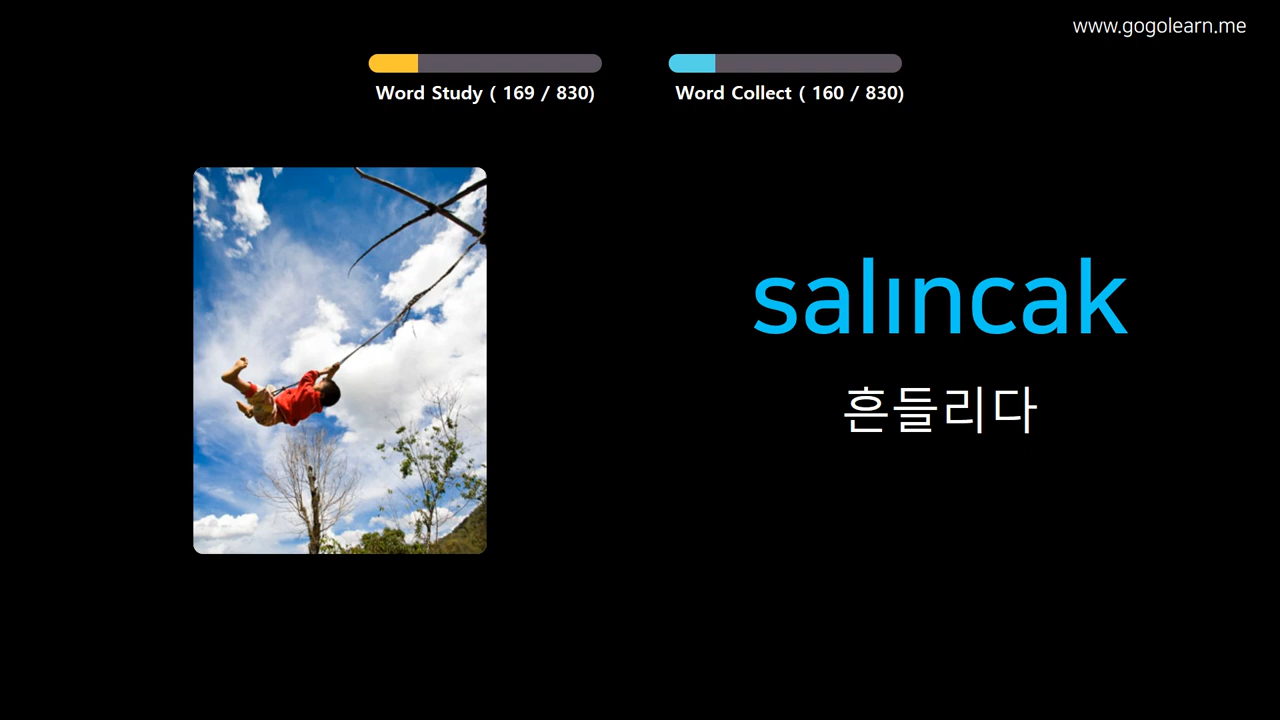 www.gogolearn.me
Word Study ( 169 / 830)
Word Collect ( 160 / 830)
salıncak
흔들리다